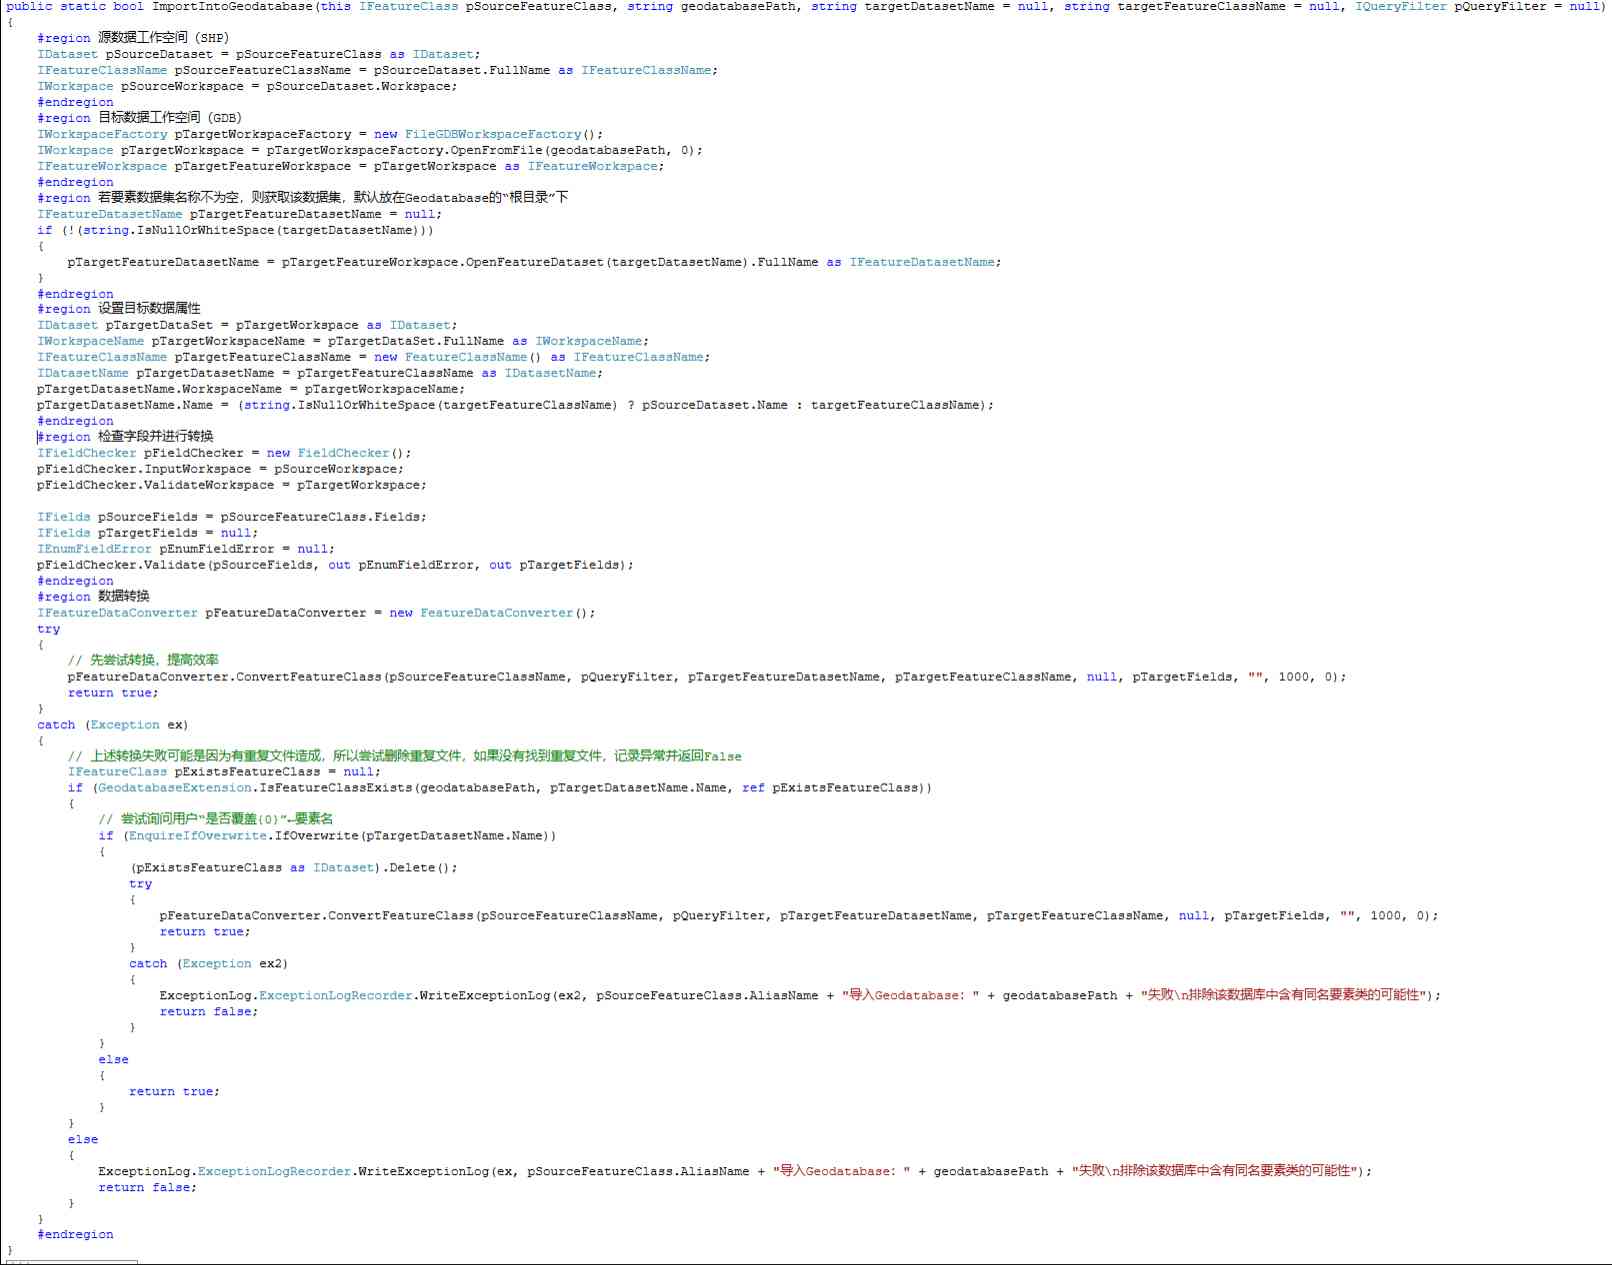 public static bool ImportIntoGeodatabase(this IFeatureClass pSourceFeatureClass, string geodatabasePath, string targetDatasetName = null, string targetFeatureClassName = null, IQueryFilter pQueryFilter = null)
{
#region 源数据工作空间（SHP）
IDataset pSourceDataset = pSourceFeatureClass as IDataset;
IFeatureClassName pSourceFeatureClassName = pSourceDataset.FullName as IFeatureClassName;
IWorkspace pSourceWorkspace = pSourceDataset.Workspace;
#endregion
#region 目标数据工作空间（GDB）
IWorkspaceFactory pTargetWorkspaceFactory = new FileGDBWorkspaceFactory();
IWorkspace pTargetWorkspace = pTargetWorkspaceFactory.OpenFromFile(geodatabasePath, 0);
IFeatureWorkspace pTargetFeatureWorkspace = pTargetWorkspace as IFeatureWorkspace;
#endregion
#region 若要素数据集名称不为空，则获取该数据集，默认放在Geodatabase的“根目录”下
IFeatureDatasetName pTargetFeatureDatasetName = null;
if (!(string.IsNullOrWhiteSpace(targetDatasetName)))
{
pTargetFeatureDatasetName = pTargetFeatureWorkspace.OpenFeatureDataset(targetDatasetName).FullName as IFeatureDatasetName;
}
#endregion
#region 设置目标数据属性
IDataset pTargetDataSet = pTargetWorkspace as IDataset;
IWorkspaceName pTargetWorkspaceName = pTargetDataSet.FullName as IWorkspaceName;
IFeatureClassName pTargetFeatureClassName = new FeatureClassName() as IFeatureClassName;
IDatasetName pTargetDatasetName = pTargetFeatureClassName as IDatasetName;
pTargetDatasetName.WorkspaceName = pTargetWorkspaceName;
pTargetDatasetName.Name = (string.IsNullOrWhiteSpace(targetFeatureClassName) ? pSourceDataset.Name : targetFeatureClassName);
#endregion
#region 检查字段并进行转换
IFieldChecker pFieldChecker = new FieldChecker();
pFieldChecker.InputWorkspace = pSourceWorkspace;
pFieldChecker.ValidateWorkspace = pTargetWorkspace;
IFields pSourceFields = pSourceFeatureClass.Fields;
IFields pTargetFields = null;
IEnumFieldError pEnumFieldError = null;
pFieldChecker.Validate(pSourceFields, out pEnumFieldError, out pTargetFields);
#endregion
#region 数据转换
IFeatureDataConverter pFeatureDataConverter = new FeatureDataConverter();
try
{
// 先尝试转换，提高效率
pFeatureDataConverter.ConvertFeatureClass(pSourceFeatureClassName, pQueryFilter, pTargetFeatureDatasetName, pTargetFeatureClassName, null, pTargetFields, "", 1000, 0);
return true;
}
catch (Exception ex)
{
// 上述转换失败可能是因为有重复文件造成，所以尝试删除重复文件，如果没有找到重复文件，记录异常并返回False
IFeatureClass pExistsFeatureClass = null;
if (GeodatabaseExtension.IsFeatureClassExists(geodatabasePath, pTargetDatasetName.Name, ref pExistsFeatureClass))
{
// 尝试询问用户“是否覆盖{0}”←要素名
if (EnquireIfOverwrite.IfOverwrite(pTargetDatasetName.Name))
{
(pExistsFeatureClass as IDataset).Delete();
try
{
pFeatureDataConverter.ConvertFeatureClass(pSourceFeatureClassName, pQueryFilter, pTargetFeatureDatasetName, pTargetFeatureClassName, null, pTargetFields, "", 1000, 0);
return true;
}
catch (Exception ex2)
{
ExceptionLog.ExceptionLogRecorder.WriteExceptionLog(ex2, pSourceFeatureClass.AliasName + "导入Geodatabase：" + geodatabasePath + "失败\n排除该数据库中含有同名要素类的可能性");
return false;
}
}
else
{
return true;
}
}
else
{
ExceptionLog.ExceptionLogRecorder.WriteExceptionLog(ex, pSourceFeatureClass.AliasName + "导入Geodatabase：" + geodatabasePath + "失败\n排除该数据库中含有同名要素类的可能性");
return false;
}
}
#endregion
}